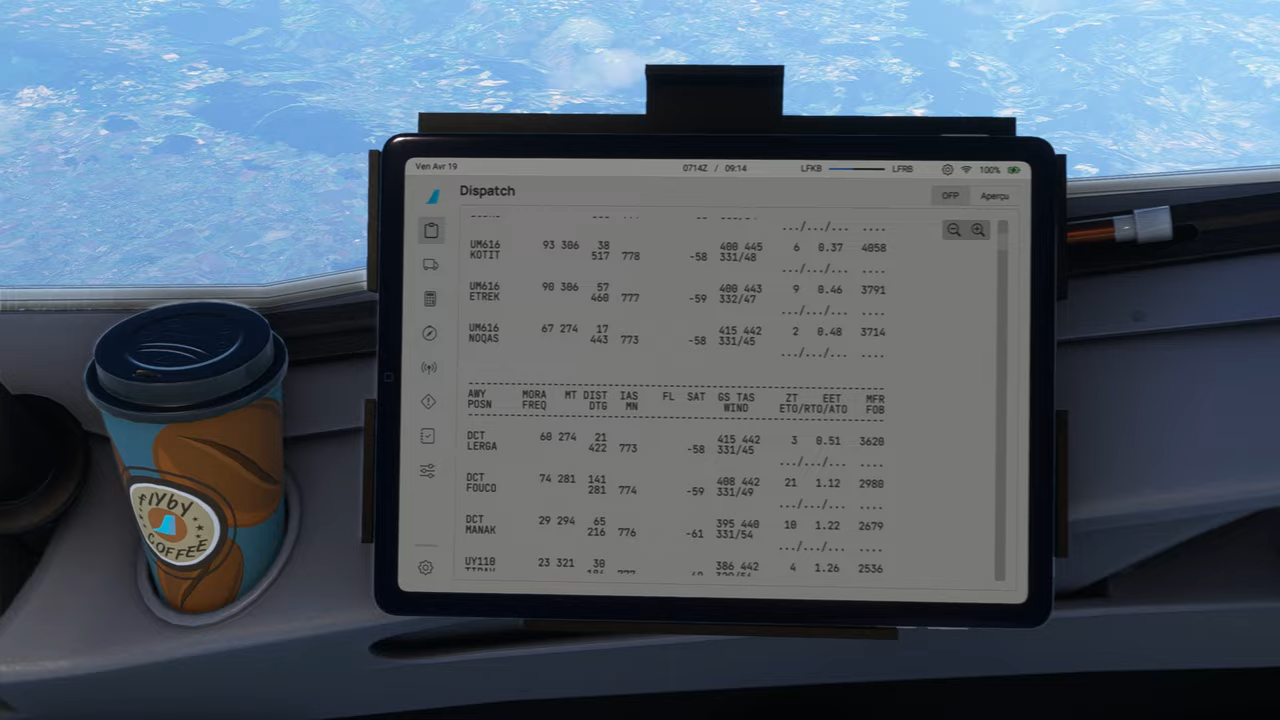 Ven Avr 19
0714Z / 09:14
LFKB
LFRB
100%
Dispatch
OFP
Aperçu
.../.../... ....
UM616 93 306 38 400 445 6 0.37 4058
KOTIT 517 778 -58 331/48
.../.../... ....
UM616 90 306 57 400 443 9 0.46 3791
ETREK 460 777 -59 332/47
.../.../... ....
UM616 67 274 17 415 442 2 0.48 3714
NOQAS 443 773 -58 331/45
.../.../... ....
AWY MORA MT DIST IAS FL SAT GS TAS ZT EET MFR
POSN FREQ DTG MN WIND ETO/RTO/ATO FOB
DCT 60 274 21 415 442 3 0.51 3620
LERGA 422 773 -58 331/45
.../.../... ....
DCT 74 281 141 408 442 21 1.12 2980
FOUCO 281 774 -59 331/49
.../.../... ....
DCT 29 294 65 395 440 10 1.22 2679
MANAK 216 776 -61 331/54
.../.../... ....
UY110 23 321 30 386 442 4 1.26 2536
flyby
COFFEE